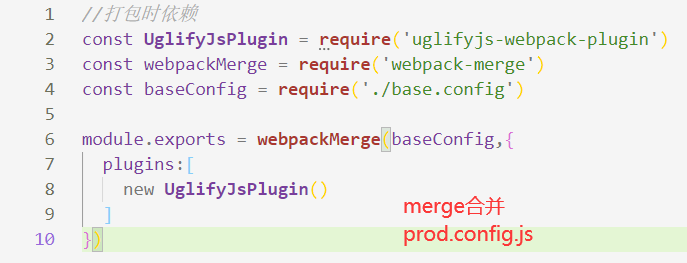 1 //打包时依赖
2 const UglifyJsPlugin = require('uglifyjs-webpack-plugin')
3 const webpackMerge = require('webpack-merge')
4 const baseConfig = require('./base.config')
5
6 module.exports = webpackMerge(baseConfig,{
7   plugins:[
8     new UglifyJsPlugin()
9   ]
10 })
merge合并
prod.config.js